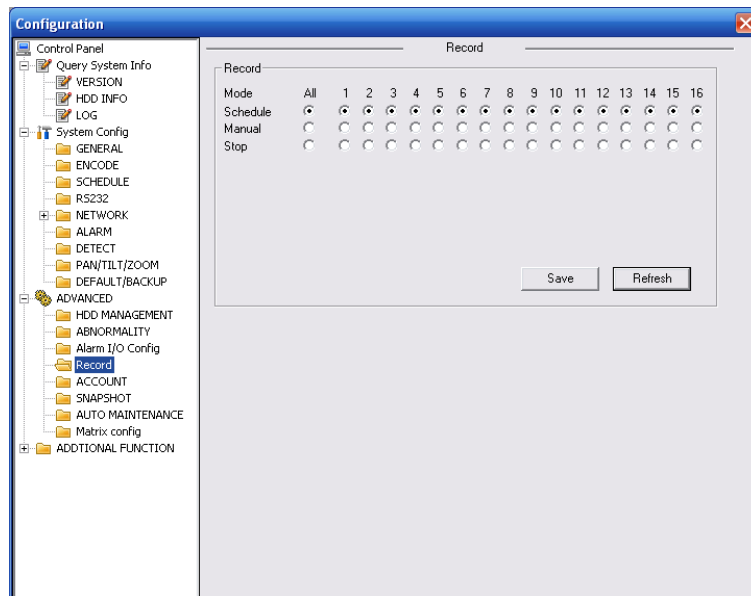 Configuration
Control Panel
Query System Info
VERSION
HDD INFO
LOG
System Config
GENERAL
ENCODE
SCHEDULE
RS232
NETWORK
ALARM
DETECT
PAN/TILT/ZOOM
DEFAULT/BACKUP
ADVANCED
HDD MANAGEMENT
ABNORMALITY
Alarm I/O Config
Record
ACCOUNT
SNAPSHOT
AUTO MAINTENANCE
Matrix config
ADDTIONAL FUNCTION
Record
Record
Mode All 1 2 3 4 5 6 7 8 9 10 11 12 13 14 15 16
Schedule
Manual
Stop
Save Refresh